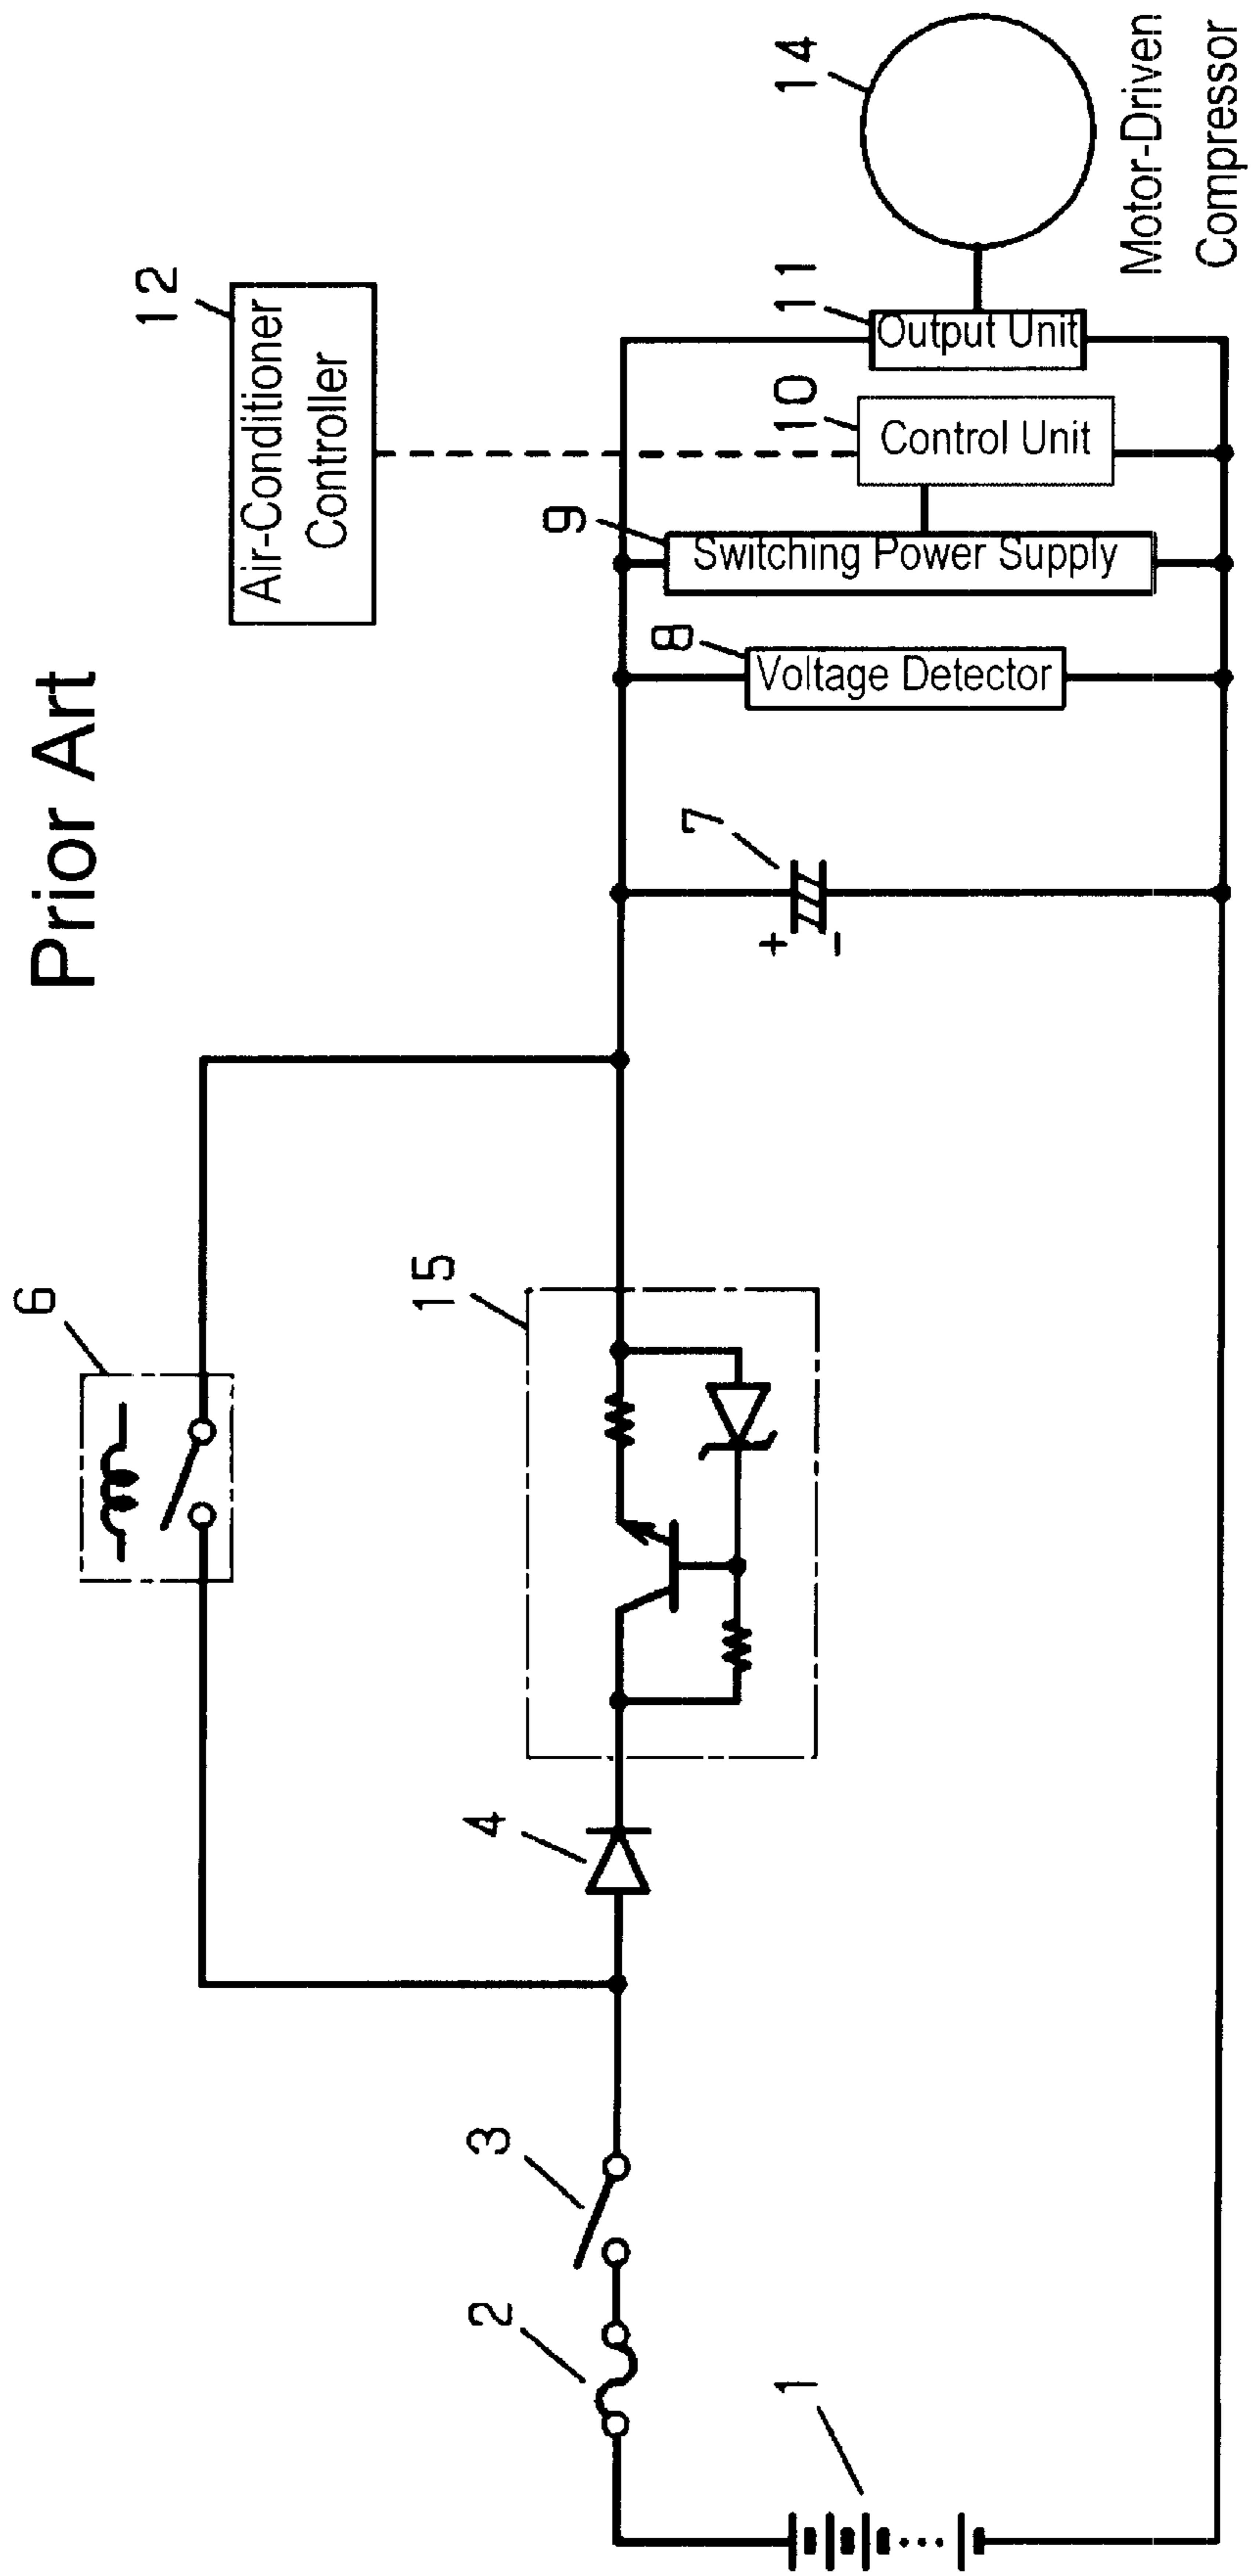 Prior Art
6
12
Air-Conditioner
Controller
15
4
3
2
1
7
+
-
8
Voltage Detector
9
Switching Power Supply
10
Control Unit
11
Output Unit
14
Motor-Driven
Compressor